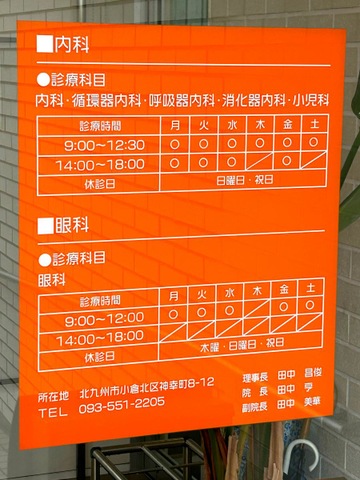 ■内科
●診療科目
内科・循環器内科・呼吸器内科・消化器内科・小児科
診療時間 月 火 水 木 金 土
9:00〜12:30 ○ ○ ○ ○ ○ ○
14:00〜18:00 ○ ○ ○ ／ ○ ／
休診日 日曜日・祝日
■眼科
●診療科目
眼科
診療時間 月 火 水 木 金 土
9:00〜12:00 ○ ○ ○ ／ ○ ○
14:00〜18:00 ／ ／ ／ ／ ／ ／
休診日 木曜・日曜日・祝日
所在地 北九州市小倉北区神幸町8-12
TEL 093-551-2205
理事長 田中 昌俊
院長 田中 亨
副院長 田中 美華